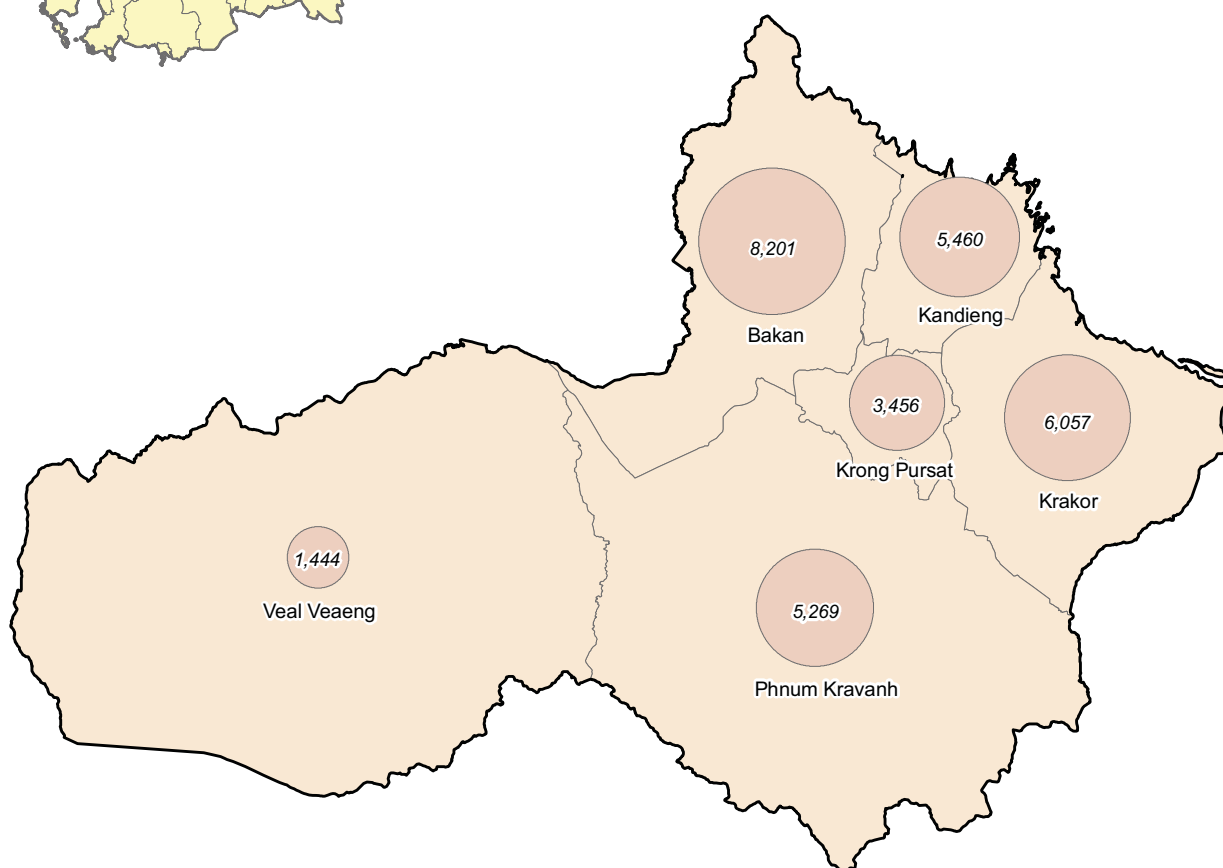 8,201
Bakan
5,460
Kandieng
3,456
Krong Pursat
6,057
Krakor
1,444
Veal Veaeng
5,269
Phnum Kravanh